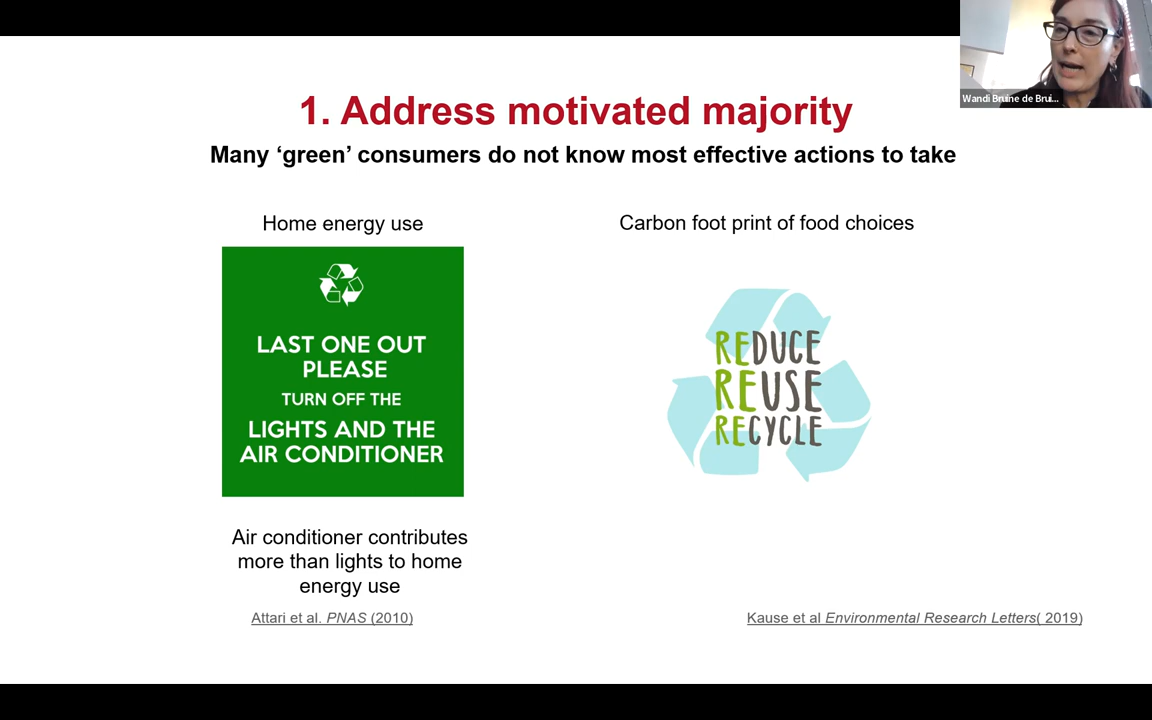 Wandi Bruine de Brui...
1. Address motivated majority
Many ‘green’ consumers do not know most effective actions to take
Home energy use
Carbon foot print of food choices
LAST ONE OUT
PLEASE
TURN OFF THE
LIGHTS AND THE
AIR CONDITIONER
REDUCE
REUSE
RECYCLE
Air conditioner contributes
more than lights to home
energy use
Attari et al. PNAS (2010)
Kause et al Environmental Research Letters( 2019)